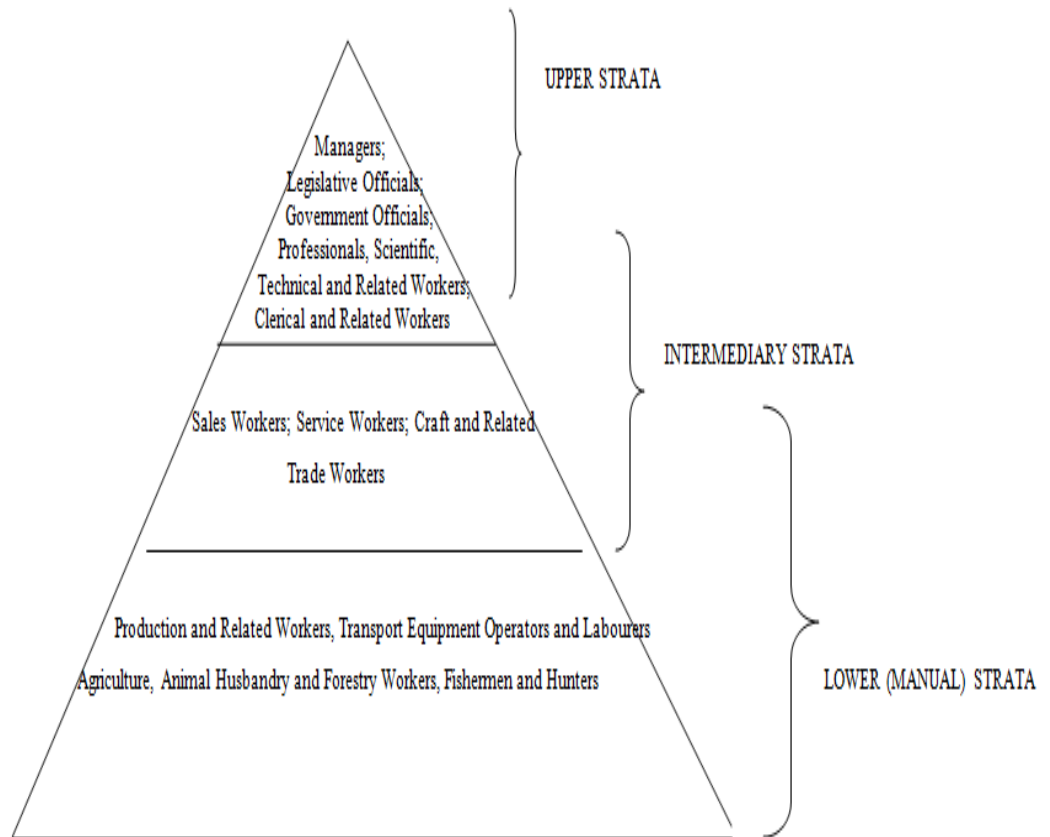 UPPER STRATA
Managers;
Legislative Officials;
Government Officials;
Professionals, Scientific,
Technical and Related Workers;
Clerical and Related Workers
INTERMEDIARY STRATA
Sales Workers; Service Workers; Craft and Related
Trade Workers
Production and Related Workers, Transport Equipment Operators and Labourers
Agriculture, Animal Husbandry and Forestry Workers, Fishermen and Hunters
LOWER (MANUAL) STRATA